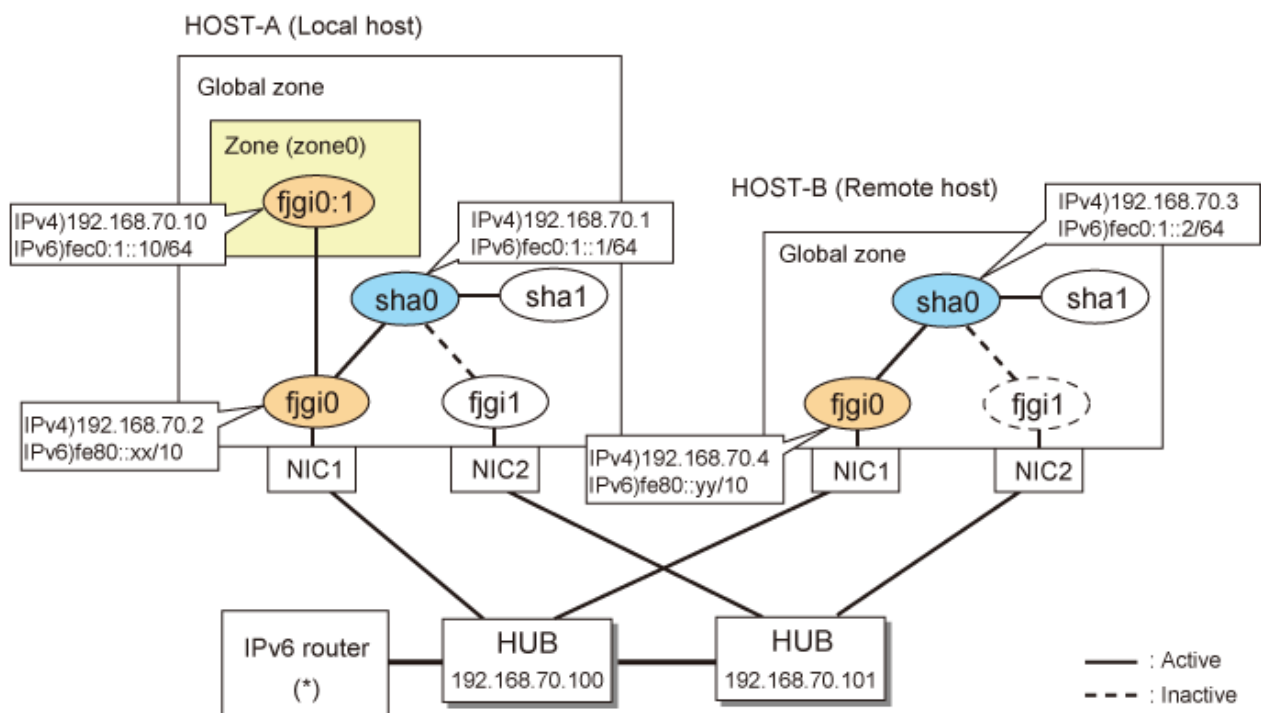 HOST-A (Local host)
Global zone
Zone (zone0)
fjgi0:1
IPv4)192.168.70.10
IPv6)fec0:1::10/64
IPv4)192.168.70.1
IPv6)fec0:1::1/64
sha0
sha1
fjgi0
fjgi1
IPv4)192.168.70.2
IPv6)fe80::xx/10
NIC1
NIC2
HOST-B (Remote host)
IPv4)192.168.70.3
IPv6)fec0:1::2/64
Global zone
sha0
sha1
fjgi0
fjgi1
IPv4)192.168.70.4
IPv6)fe80::yy/10
NIC1
NIC2
IPv6 router
(*)
HUB
192.168.70.100
HUB
192.168.70.101
: Active
: Inactive